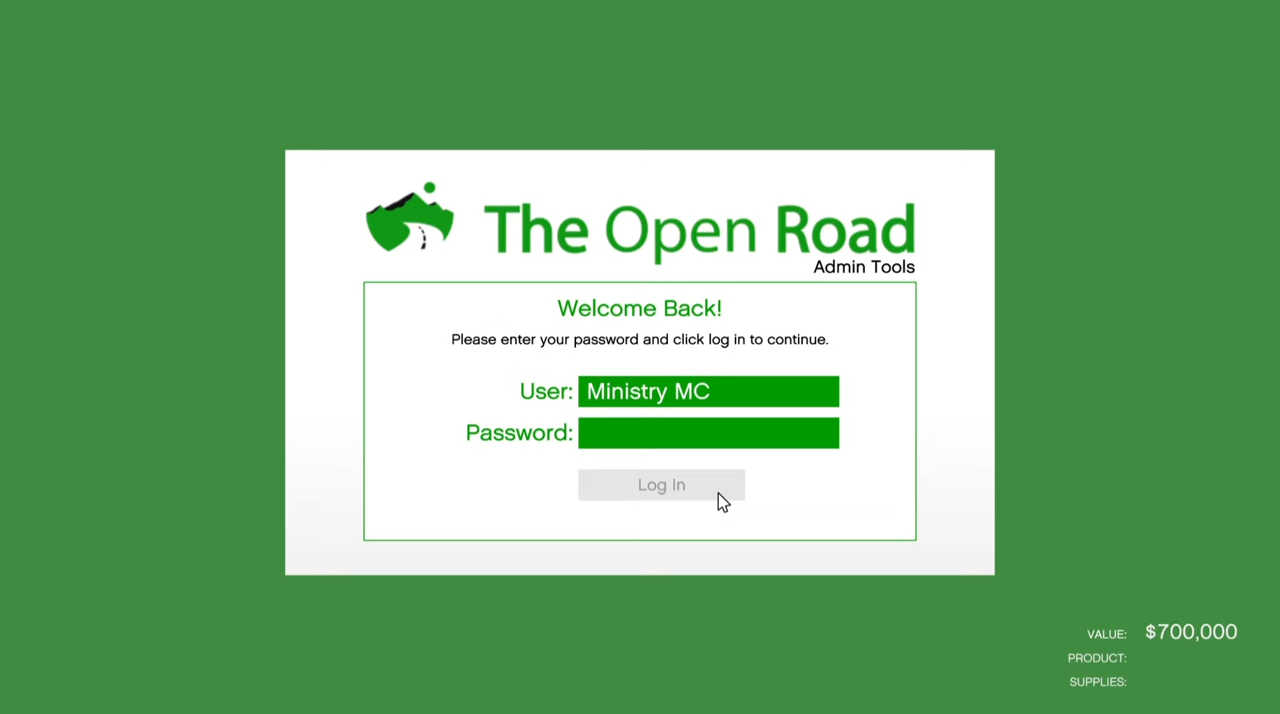 The Open Road
Admin Tools
Welcome Back!
Please enter your password and click log in to continue.
User: Ministry MC
Password:
Log In
VALUE: $700,000
PRODUCT:
SUPPLIES: